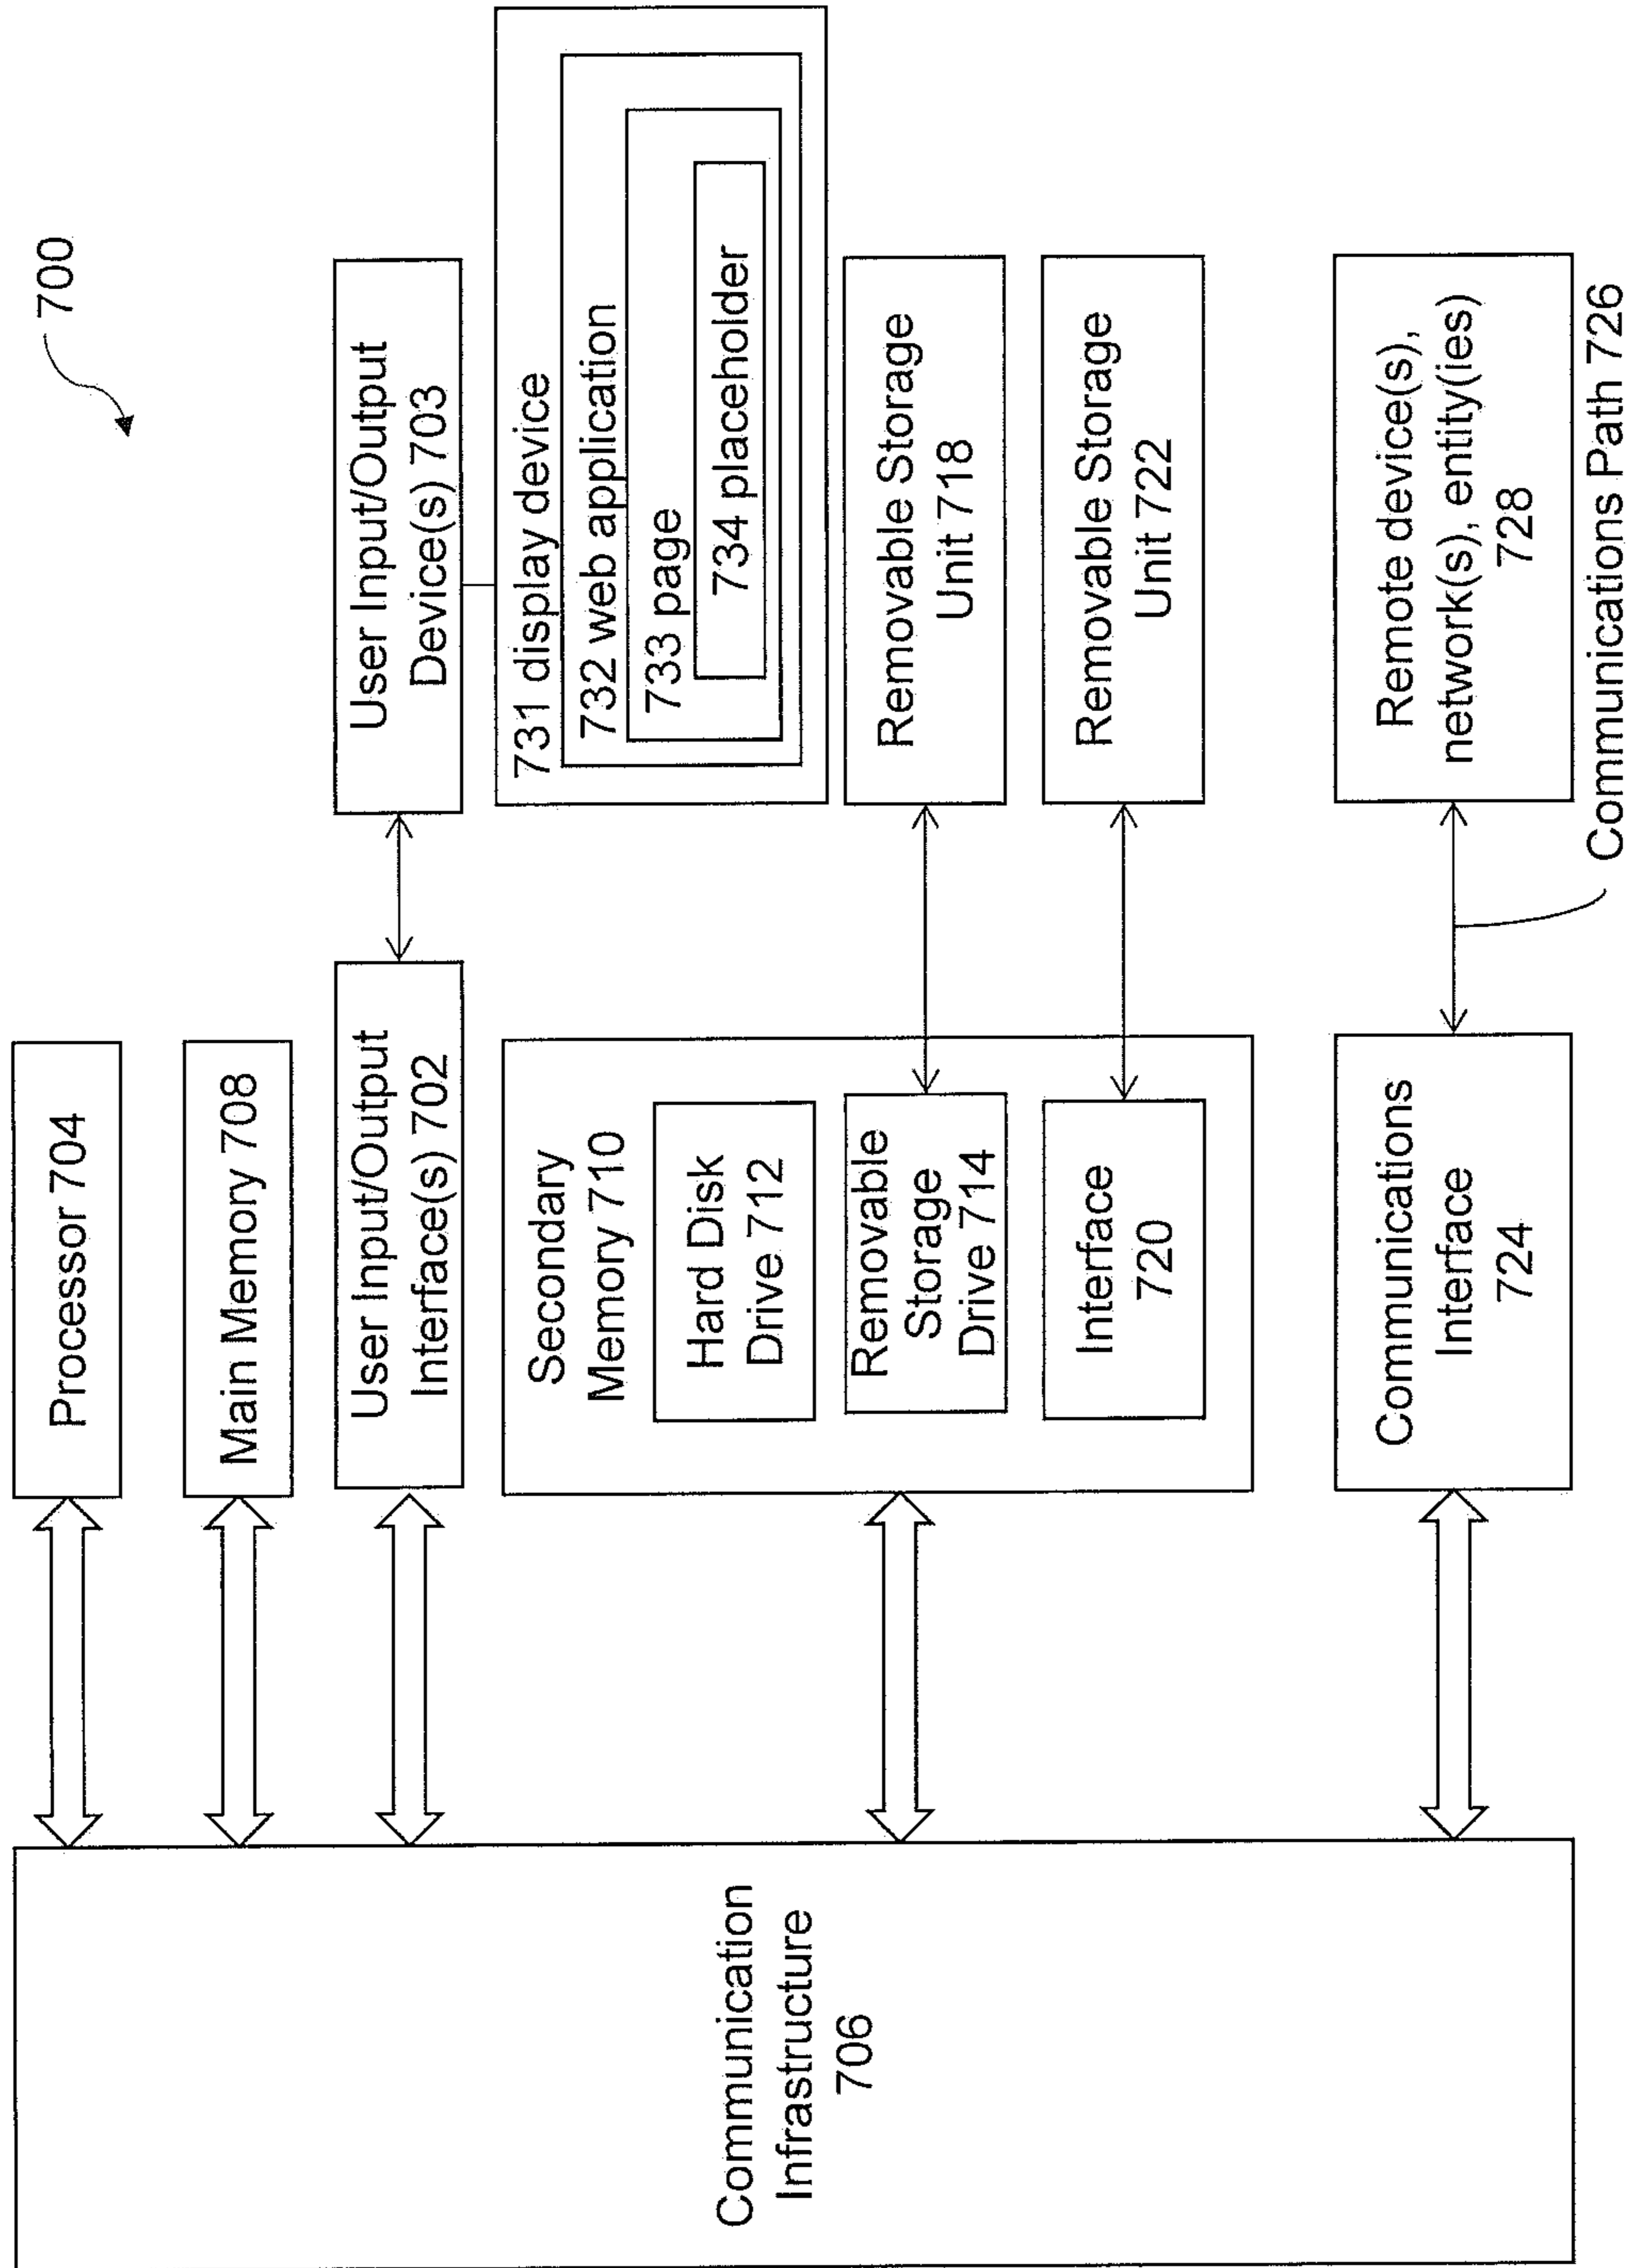 700
Processor 704
Main Memory 708
User Input/Output
Interface(s) 702
User Input/Output
Device(s) 703
731 display device
732 web application
733 page
734 placeholder
Secondary
Memory 710
Hard Disk
Drive 712
Removable
Storage
Drive 714
Removable Storage
Unit 718
Interface
720
Removable Storage
Unit 722
Communications
Interface
724
Remote device(s),
network(s), entity(ies)
728
Communications Path 726
Communication
Infrastructure
706